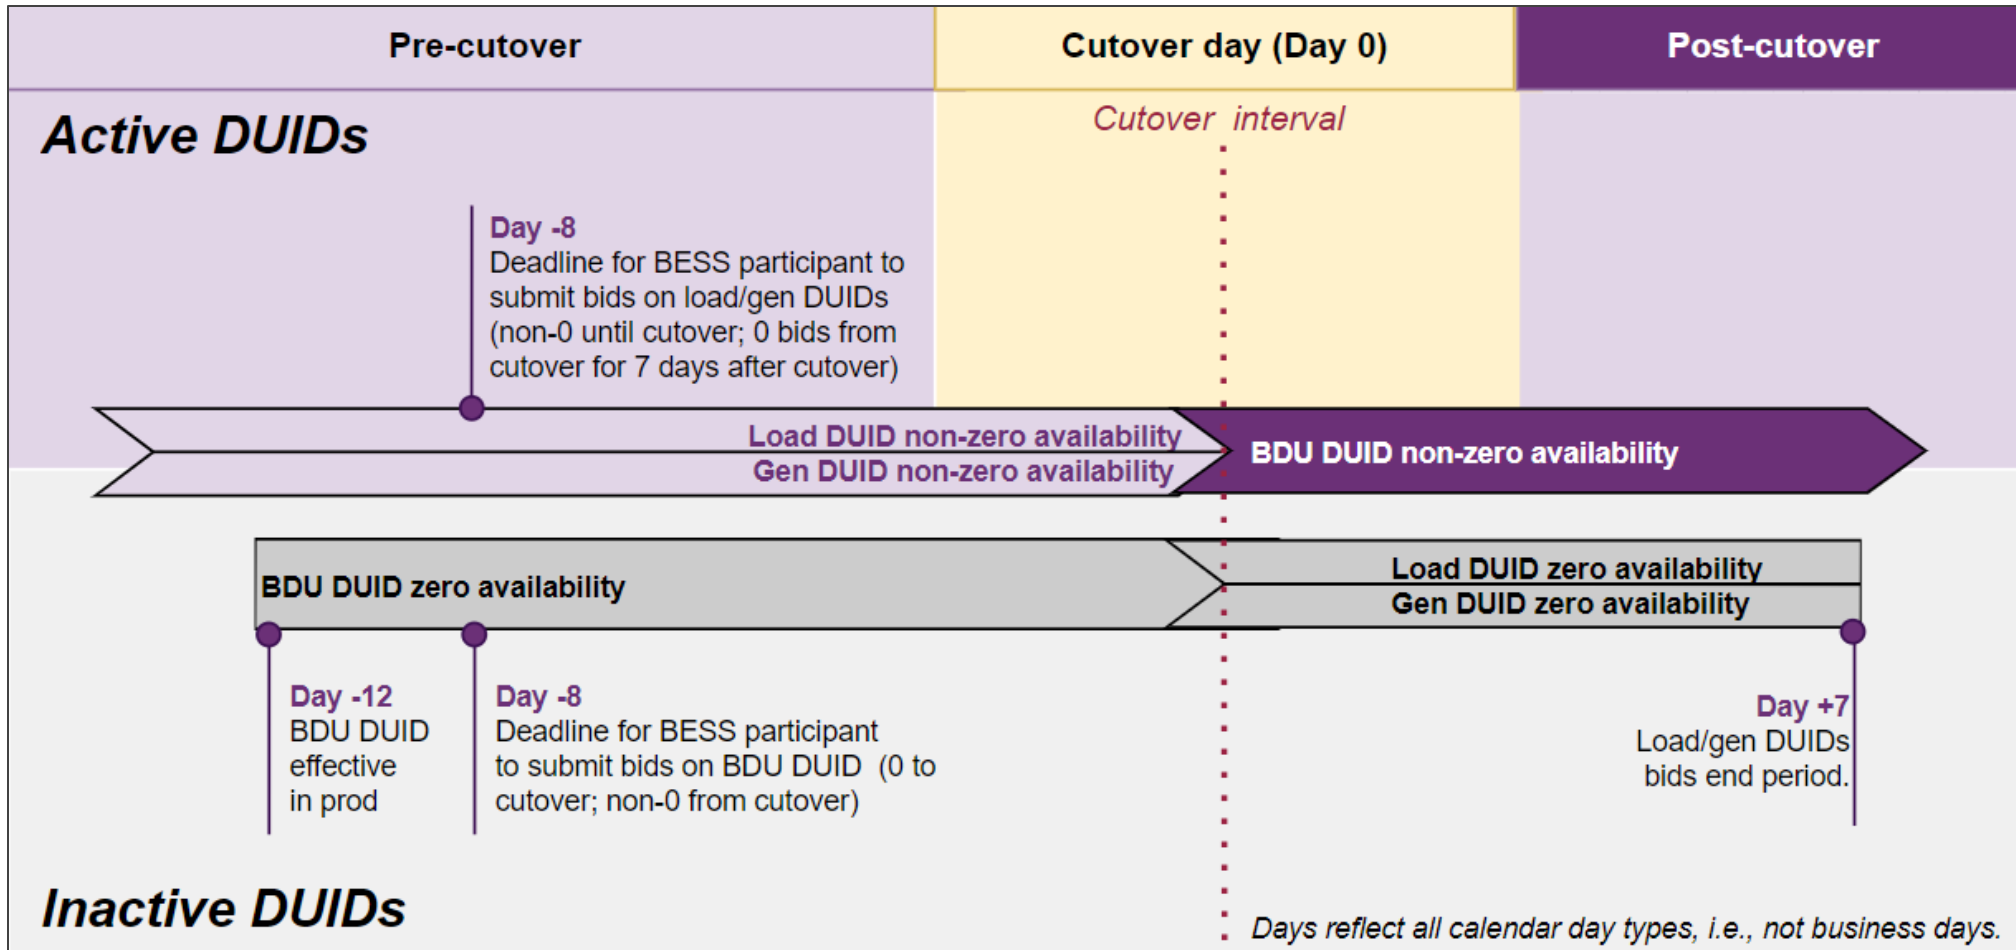 Pre-cutover
Cutover day (Day 0)
Post-cutover
Active DUIDs
Cutover interval
Day -8
Deadline for BESS participant to
submit bids on load/gen DUIDs
(non-0 until cutover; 0 bids from
cutover for 7 days after cutover)
Load DUID non-zero availability
Gen DUID non-zero availability
BDU DUID non-zero availability
BDU DUID zero availability
Load DUID zero availability
Gen DUID zero availability
Day -12
BDU DUID
effective
in prod
Day -8
Deadline for BESS participant
to submit bids on BDU DUID (0 to
cutover; non-0 from cutover)
Day +7
Load/gen DUIDs
bids end period.
Inactive DUIDs
Days reflect all calendar day types, i.e., not business days.